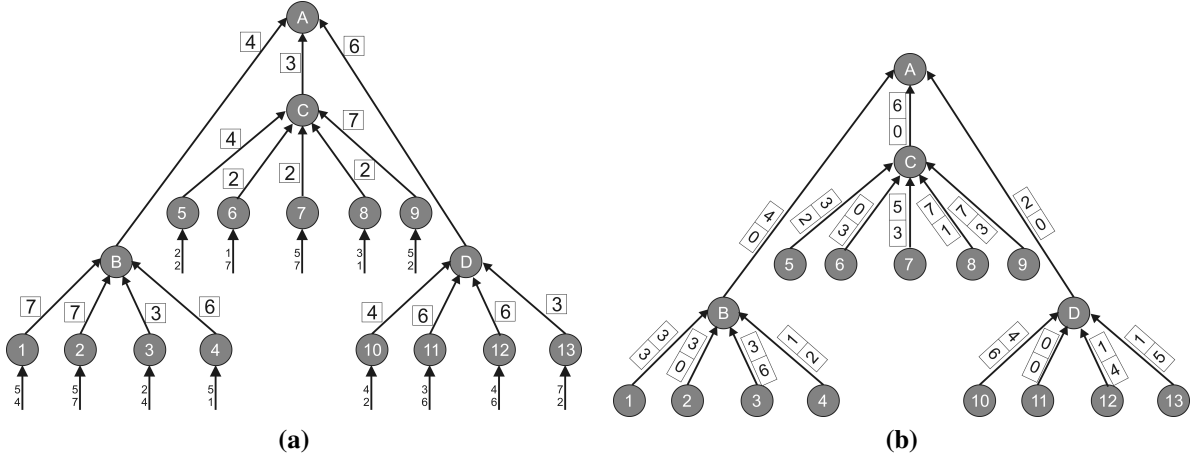 A
4 6
3
C
7
4
2 2 2
5 6 7 8 9
2 1 5 3 5
2 7 7 1 2
B D
7 7 3 6 4 6 6 3
1 2 3 4 10 11 12 13
5 5 2 5 4 3 4 7
4 7 4 1 2 6 6 2
(a)
A
6
0
C
2 3
3 0
5 3
7 1
7 3
0 4
2 0
5 6 7 8 9
B D
3 3
0 3
3 6
1 2
6 4
0 0
1 4
1 5
1 2 3 4 10 11 12 13
(b)